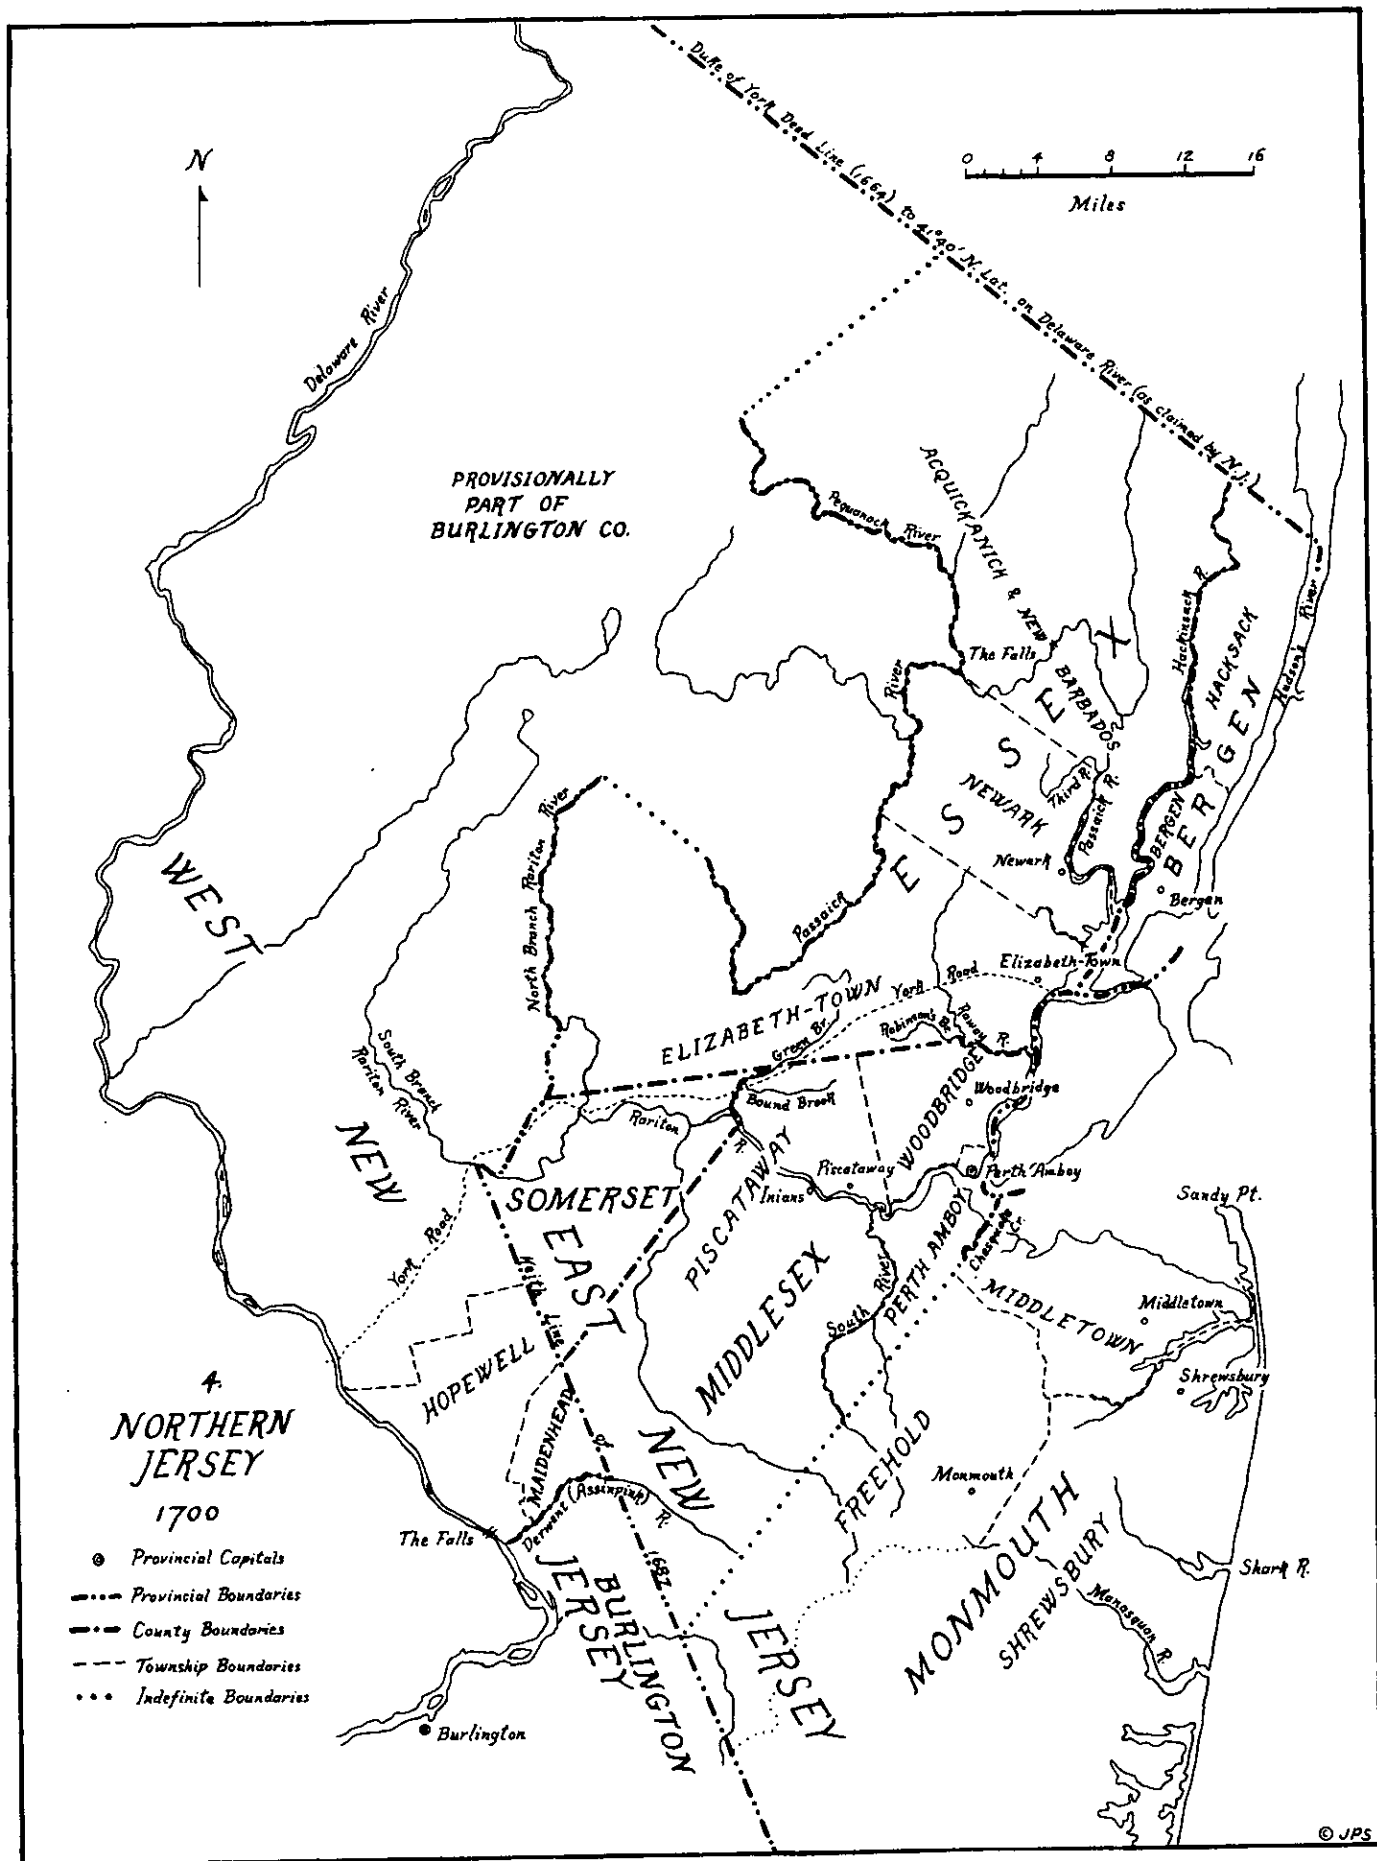 Duke of York Deed Line (1664) to 41°40' N. Lat. on Delaware River (as claimed by N.J.)
N
0 4 8 12 16
Miles
Delaware River
PROVISIONALLY
PART OF
BURLINGTON CO.
Pequanock River
ACQUICKANICK & NEW BARBADOS
Hackinsack R.
HACKSACK
Hudson's River
The Falls
River
ESSEX
BERGEN
NEWARK
Third R.
Passaick R.
BERGEN
Newark
Bergen
North Branch Rariton River
Passaick
WEST
NEW
JERSEY
Elizabeth-Town
York Road
ELIZABETH-TOWN
Green Br.
Robinson's Br.
Raway R.
South Branch
Rariton River
WOODBRIDGE
Woodbridge
Bound Brook
Rariton R.
PISCATAWAY
Piscataway
Inians
Perth Amboy
PERTH AMBOY
Chesquake Cr.
Sandy Pt.
SOMERSET
EAST
NEW
JERSEY
York Road
Keith Line of 1687
MIDDLESEX
South River
MIDDLETOWN
Middletown
Shrewsbury
HOPEWELL
MAIDENHEAD
Derwent (Assenpink) R.
The Falls
FREEHOLD
Monmouth
MONMOUTH
SHREWSBURY
Shark R.
Manasquan R.
BURLINGTON
Burlington
4.
NORTHERN
JERSEY
1700
Provincial Capitals
Provincial Boundaries
County Boundaries
Township Boundaries
Indefinite Boundaries
© JPS